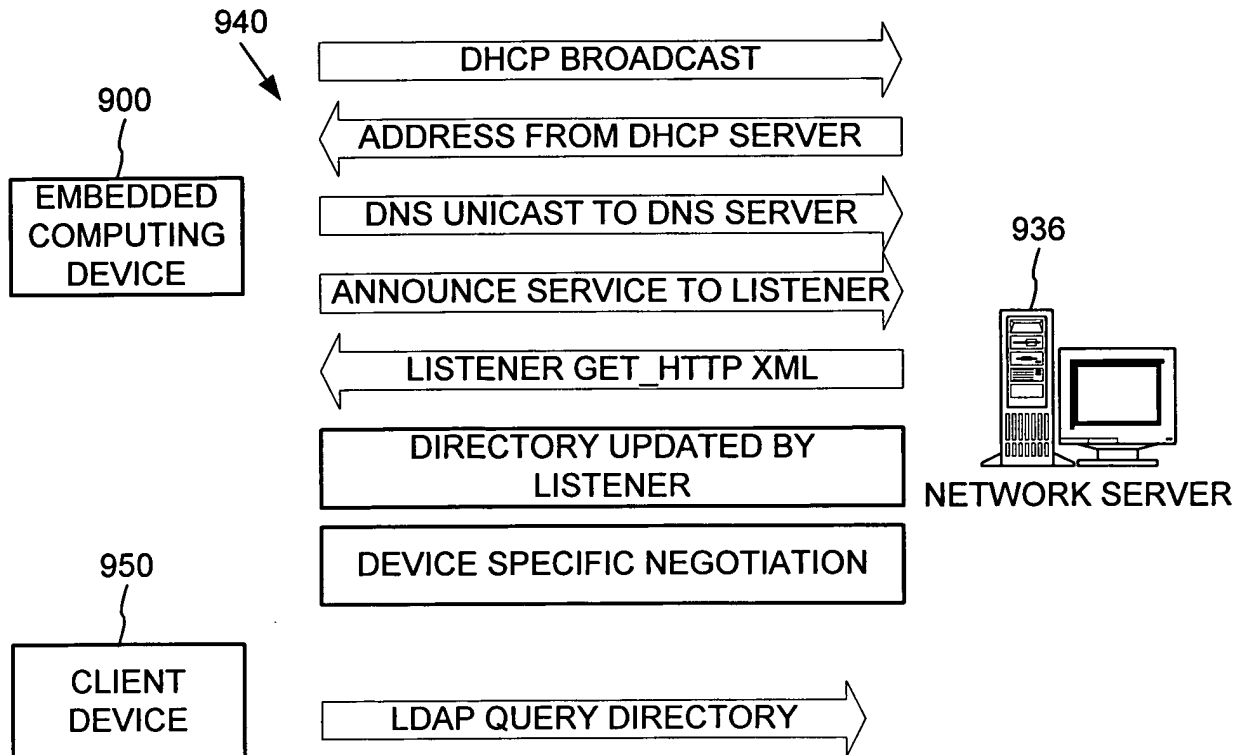 940
DHCP BROADCAST
900
ADDRESS FROM DHCP SERVER
EMBEDDED
COMPUTING
DEVICE
DNS UNICAST TO DNS SERVER
936
ANNOUNCE SERVICE TO LISTENER
LISTENER GET_HTTP XML
DIRECTORY UPDATED BY
LISTENER
NETWORK SERVER
DEVICE SPECIFIC NEGOTIATION
950
CLIENT
DEVICE
LDAP QUERY DIRECTORY